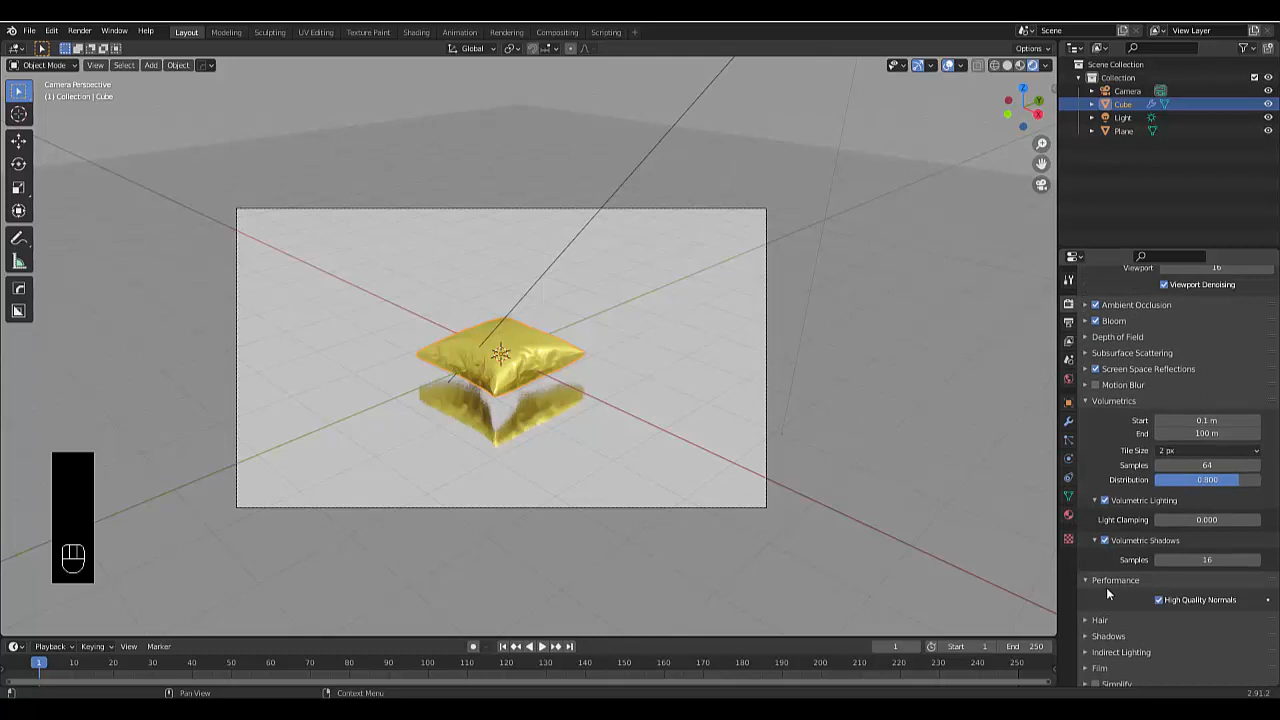 File Edit Render Window Help Layout Modeling Sculpting UV Editing Texture Paint Shading Animation Rendering Compositing Scripting + Scene View Layer
Global Options
Object Mode View Select Add Object
Camera Perspective
(1) Collection | Cube
Scene Collection
Collection
Camera
Cube
Light
Plane
Viewport 16
Viewport Denoising
Ambient Occlusion
Bloom
Depth of Field
Subsurface Scattering
Screen Space Reflections
Motion Blur
Volumetrics
Start 0.1 m
End 100 m
Tile Size 2 px
Samples 64
Distribution 0.800
Volumetric Lighting
Light Clamping 0.000
Volumetric Shadows
Samples 16
Performance
High Quality Normals
Hair
Shadows
Indirect Lighting
Film
Simplify
Playback Keying View Marker 1 Start 1 End 250
1 10 20 30 40 50 60 70 80 90 100 110 120 130 140 150 160 170 180 190 200 210 220 230 240 250
Pan View Context Menu 2.91.2